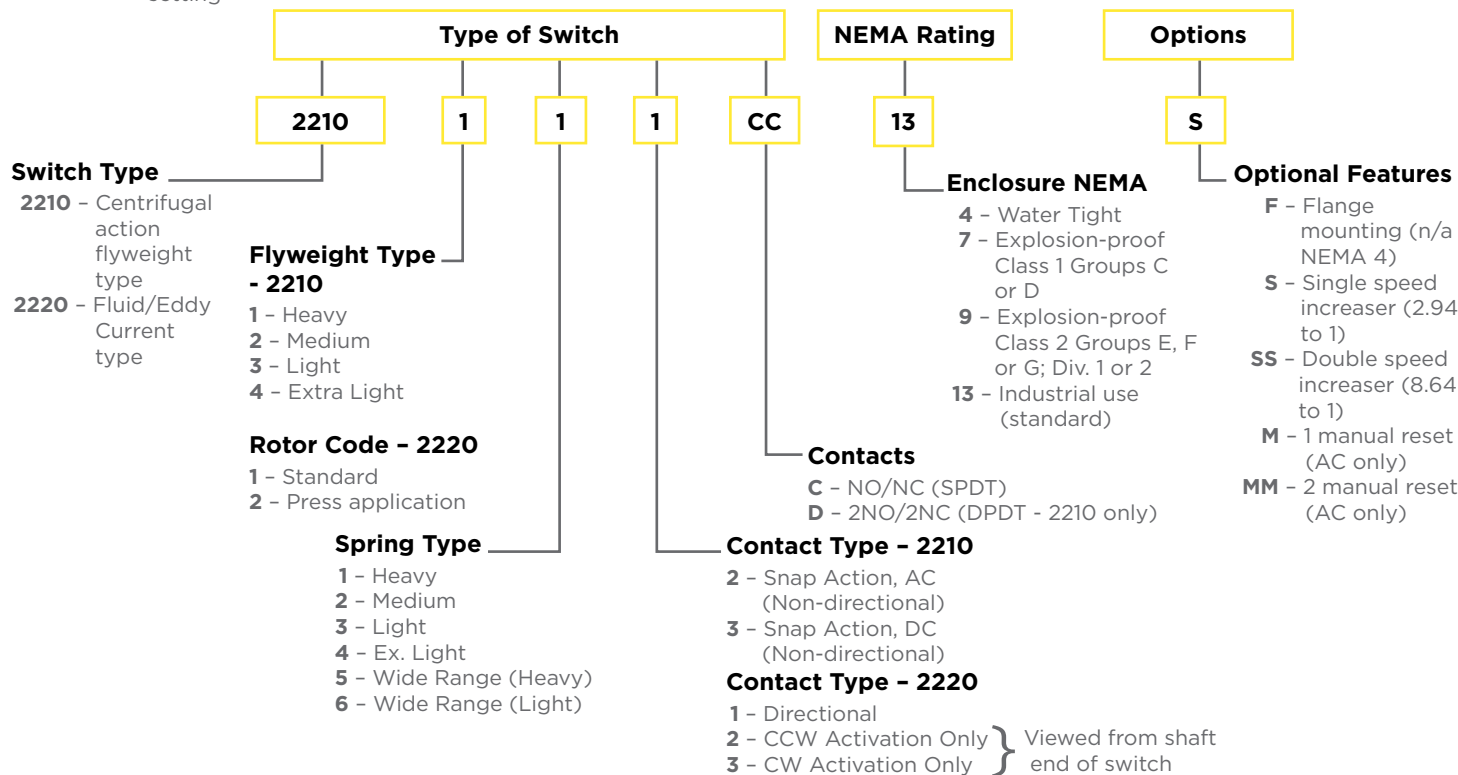 setting
Type of Switch
NEMA Rating
Options
2210
1
1
1
CC
13
S
Switch Type
2210 – Centrifugal
action
flyweight
type
2220 – Fluid/Eddy
Current
type
Flyweight Type
- 2210
1 – Heavy
2 – Medium
3 – Light
4 – Extra Light
Rotor Code – 2220
1 – Standard
2 – Press application
Spring Type
1 – Heavy
2 – Medium
3 – Light
4 – Ex. Light
5 – Wide Range (Heavy)
6 – Wide Range (Light)
Contact Type – 2210
2 – Snap Action, AC
(Non-directional)
3 – Snap Action, DC
(Non-directional)
Contact Type – 2220
1 – Directional
2 – CCW Activation Only
3 – CW Activation Only
Viewed from shaft
end of switch
Contacts
C – NO/NC (SPDT)
D – 2NO/2NC (DPDT - 2210 only)
Enclosure NEMA
4 – Water Tight
7 – Explosion-proof
Class 1 Groups C
or D
9 – Explosion-proof
Class 2 Groups E, F
or G; Div. 1 or 2
13 – Industrial use
(standard)
Optional Features
F – Flange
mounting (n/a
NEMA 4)
S – Single speed
increaser (2.94
to 1)
SS – Double speed
increaser (8.64
to 1)
M – 1 manual reset
(AC only)
MM – 2 manual reset
(AC only)